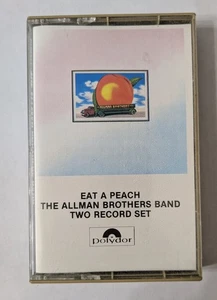 EAT A PEACH
THE ALLMAN BROTHERS BAND
TWO RECORD SET
polydor